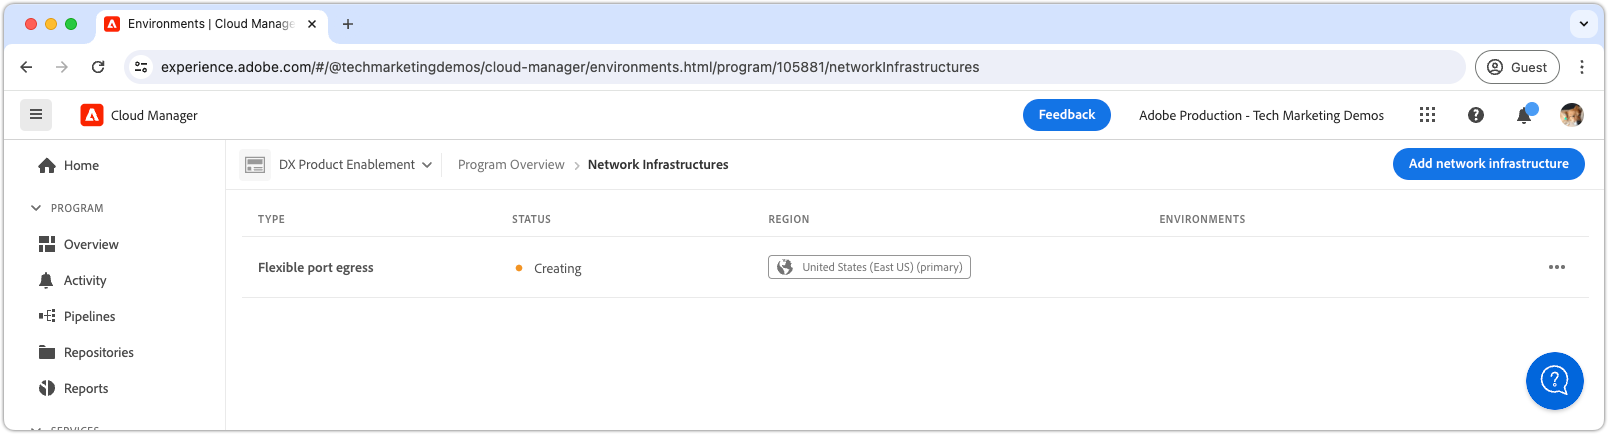 Environments | Cloud Manage
experience.adobe.com/#/@techmarketingdemos/cloud-manager/environments.html/program/105881/networkInfrastructures
Guest
Cloud Manager
Feedback
Adobe Production - Tech Marketing Demos
Home
DX Product Enablement
Program Overview
Network Infrastructures
Add network infrastructure
PROGRAM
Overview
Activity
Pipelines
Repositories
Reports
SERVICES
TYPE
STATUS
REGION
ENVIRONMENTS
Flexible port egress
Creating
United States (East US) (primary)